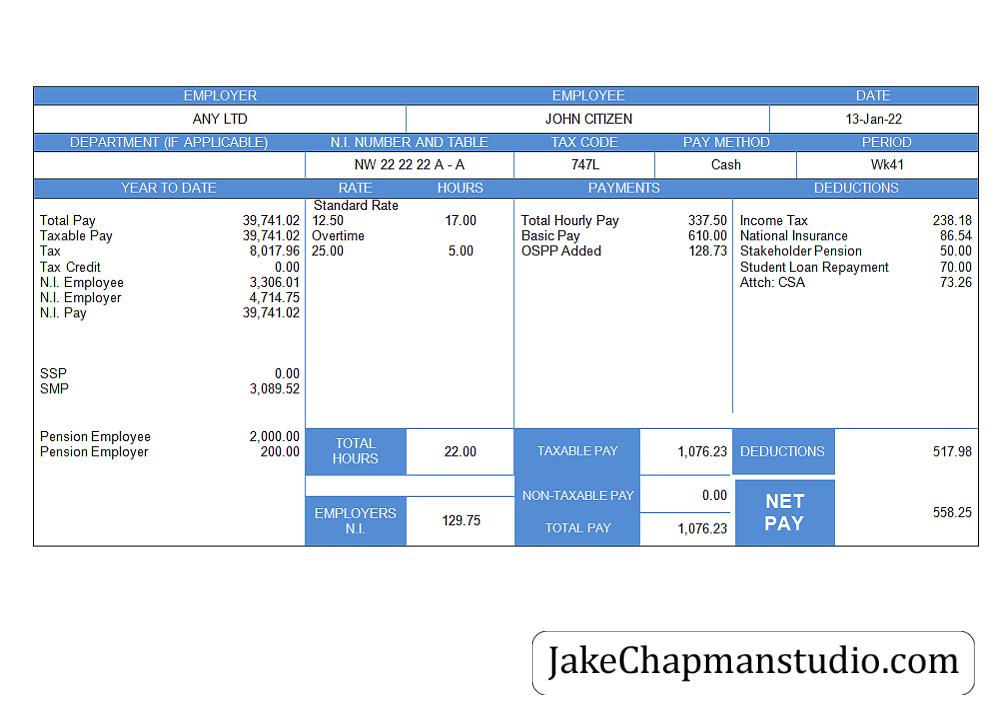 EMPLOYER EMPLOYEE DATE
ANY LTD JOHN CITIZEN 13-Jan-22
DEPARTMENT (IF APPLICABLE) N.I. NUMBER AND TABLE TAX CODE PAY METHOD PERIOD
NW 22 22 22 A - A 747L Cash Wk41
YEAR TO DATE RATE HOURS PAYMENTS DEDUCTIONS
Standard Rate
Total Pay 39,741.02 12.50 17.00 Total Hourly Pay 337.50 Income Tax 238.18
Taxable Pay 39,741.02 Overtime Basic Pay 610.00 National Insurance 86.54
Tax 8,017.96 25.00 5.00 OSPP Added 128.73 Stakeholder Pension 50.00
Tax Credit 0.00 Student Loan Repayment 70.00
N.I. Employee 3,306.01 Attch: CSA 73.26
N.I. Employer 4,714.75
N.I. Pay 39,741.02
SSP 0.00
SMP 3,089.52
Pension Employee 2,000.00
Pension Employer 200.00
TOTAL
HOURS 22.00 TAXABLE PAY 1,076.23 DEDUCTIONS 517.98
NON-TAXABLE PAY 0.00
EMPLOYERS
N.I. 129.75 TOTAL PAY 1,076.23
NET
PAY 558.25
JakeChapmanstudio.com